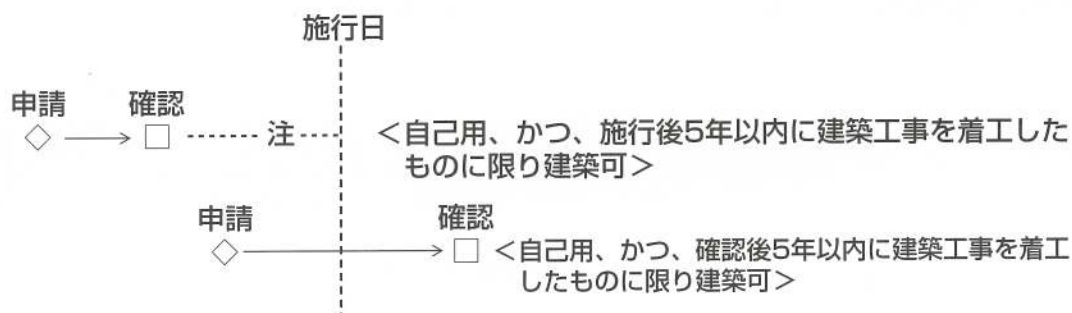 施行日
申請 確認
注 <自己用、かつ、施行後5年以内に建築工事を着工した
ものに限り建築可>
申請 確認
<自己用、かつ、確認後5年以内に建築工事を着工
したものに限り建築可>